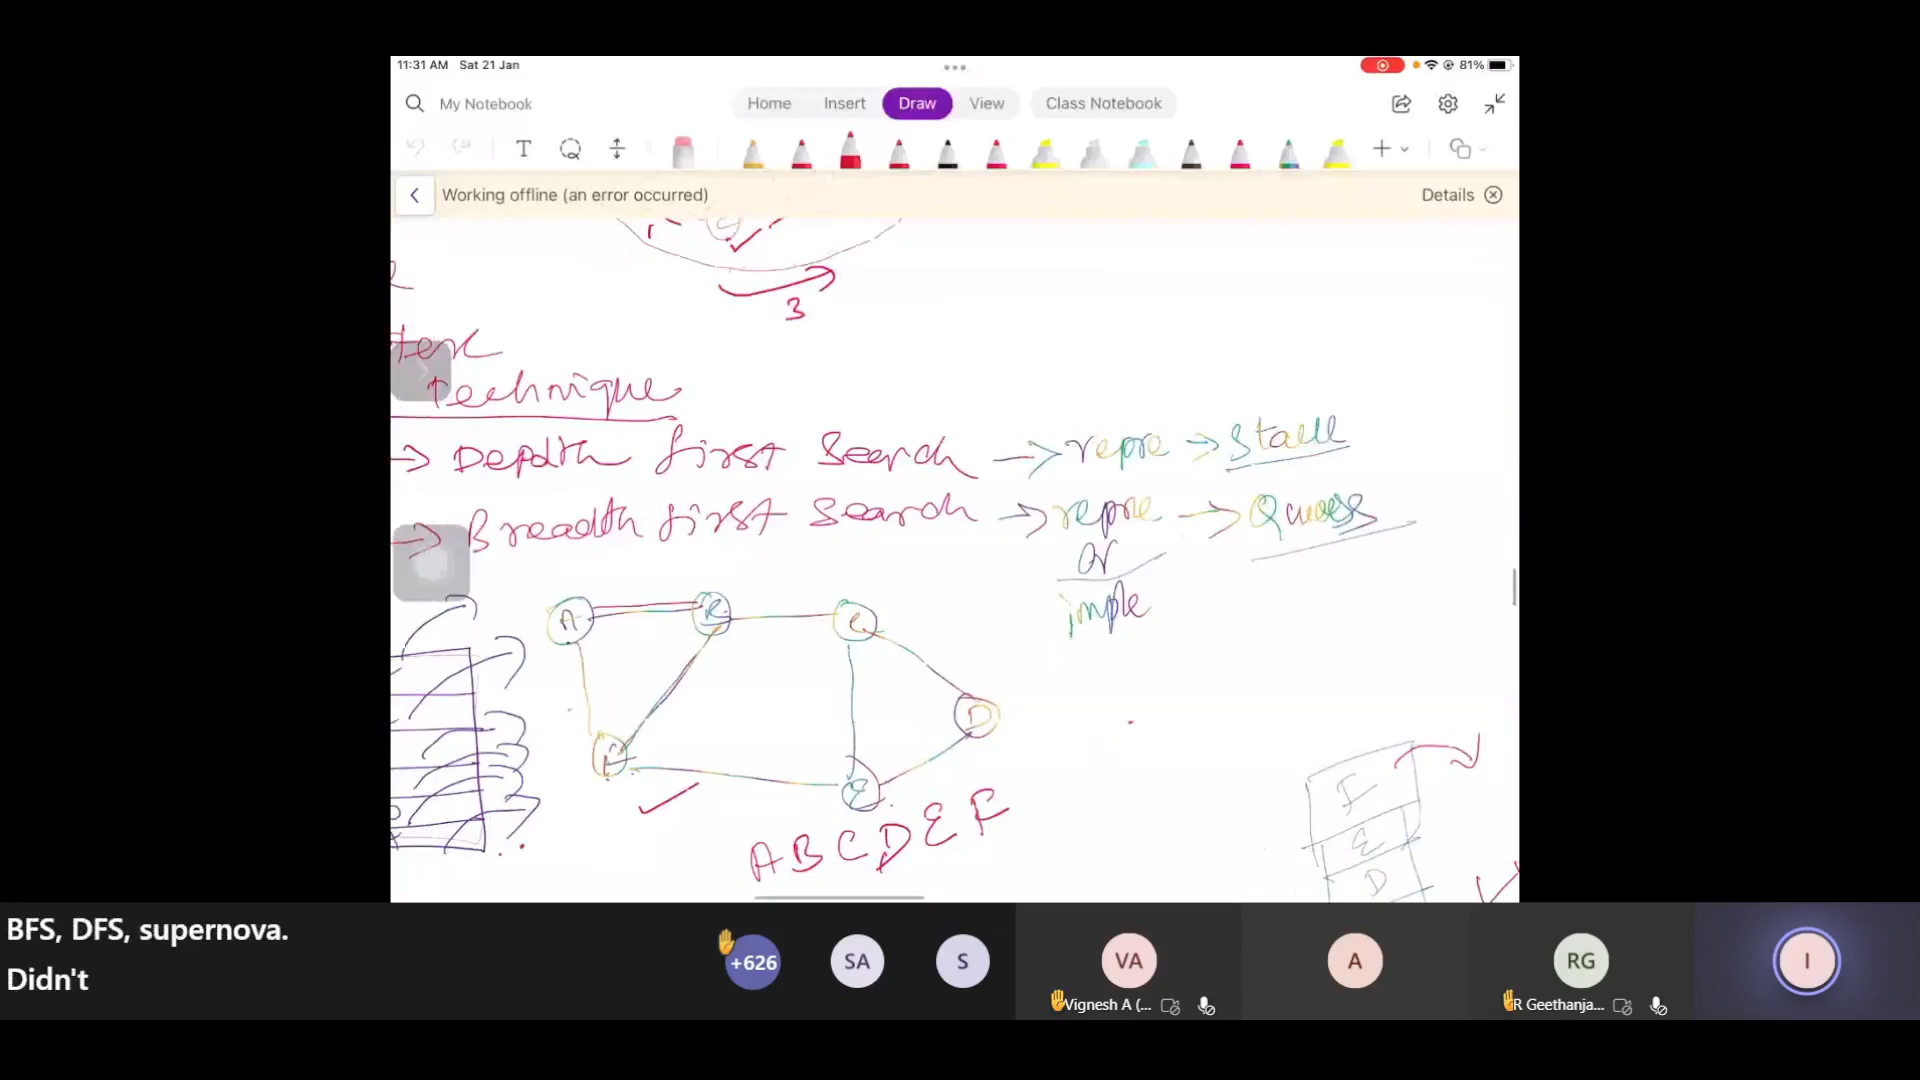 11:31 AM Sat 21 Jan
81%
My Notebook
Home Insert Draw View Class Notebook
T
Working offline (an error occurred)
Details
3
Technique
→ Depth first Search → repre → Stack
→ Breadth first Search → repre → Queues
or
imple
A B C
D
F
E
A B C D E F
F
E
D
BFS, DFS, supernova.
Didn't
+626
SA
S
VA
A
RG
I
Vignesh A (...
R Geethanja...